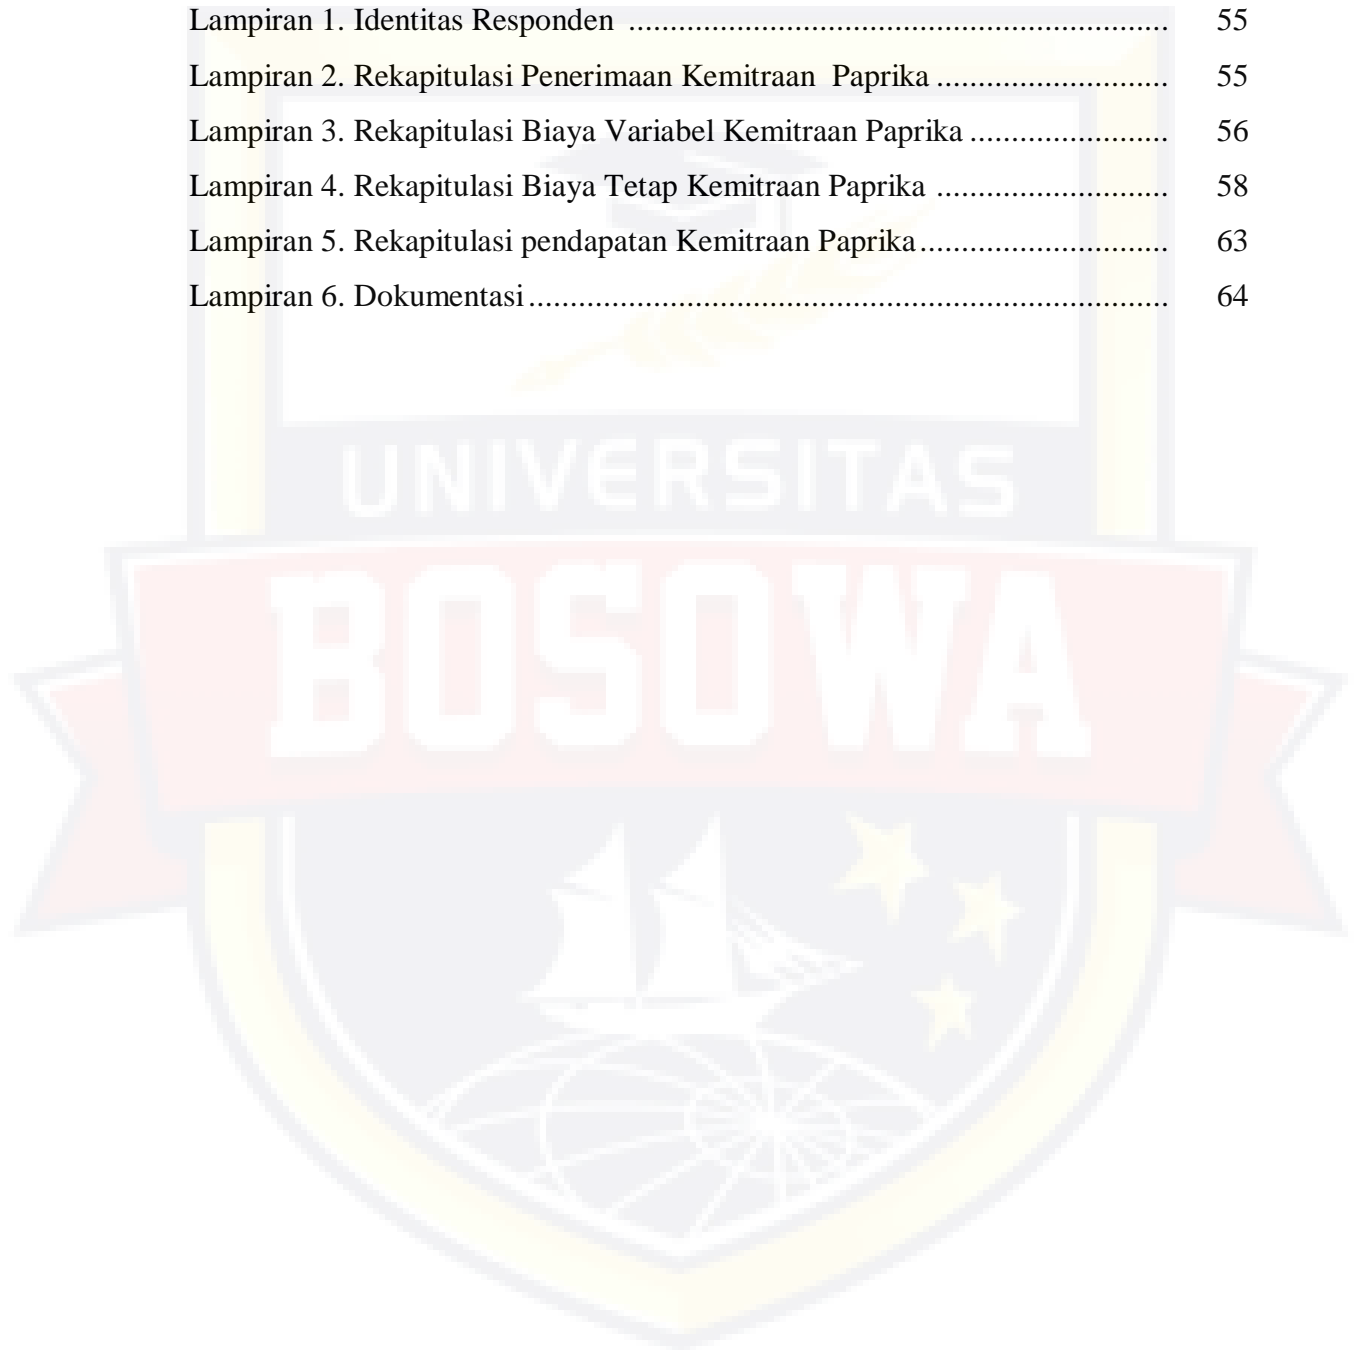 Lampiran 1. Identitas Responden .................................................................. 55
Lampiran 2. Rekapitulasi Penerimaan Kemitraan  Paprika ............................ 55
Lampiran 3. Rekapitulasi Biaya Variabel Kemitraan Paprika ........................ 56
Lampiran 4. Rekapitulasi Biaya Tetap Kemitraan Paprika ............................ 58
Lampiran 5. Rekapitulasi pendapatan Kemitraan Paprika.............................. 63
Lampiran 6. Dokumentasi.............................................................................. 64
UNIVERSITAS
BOSOWA